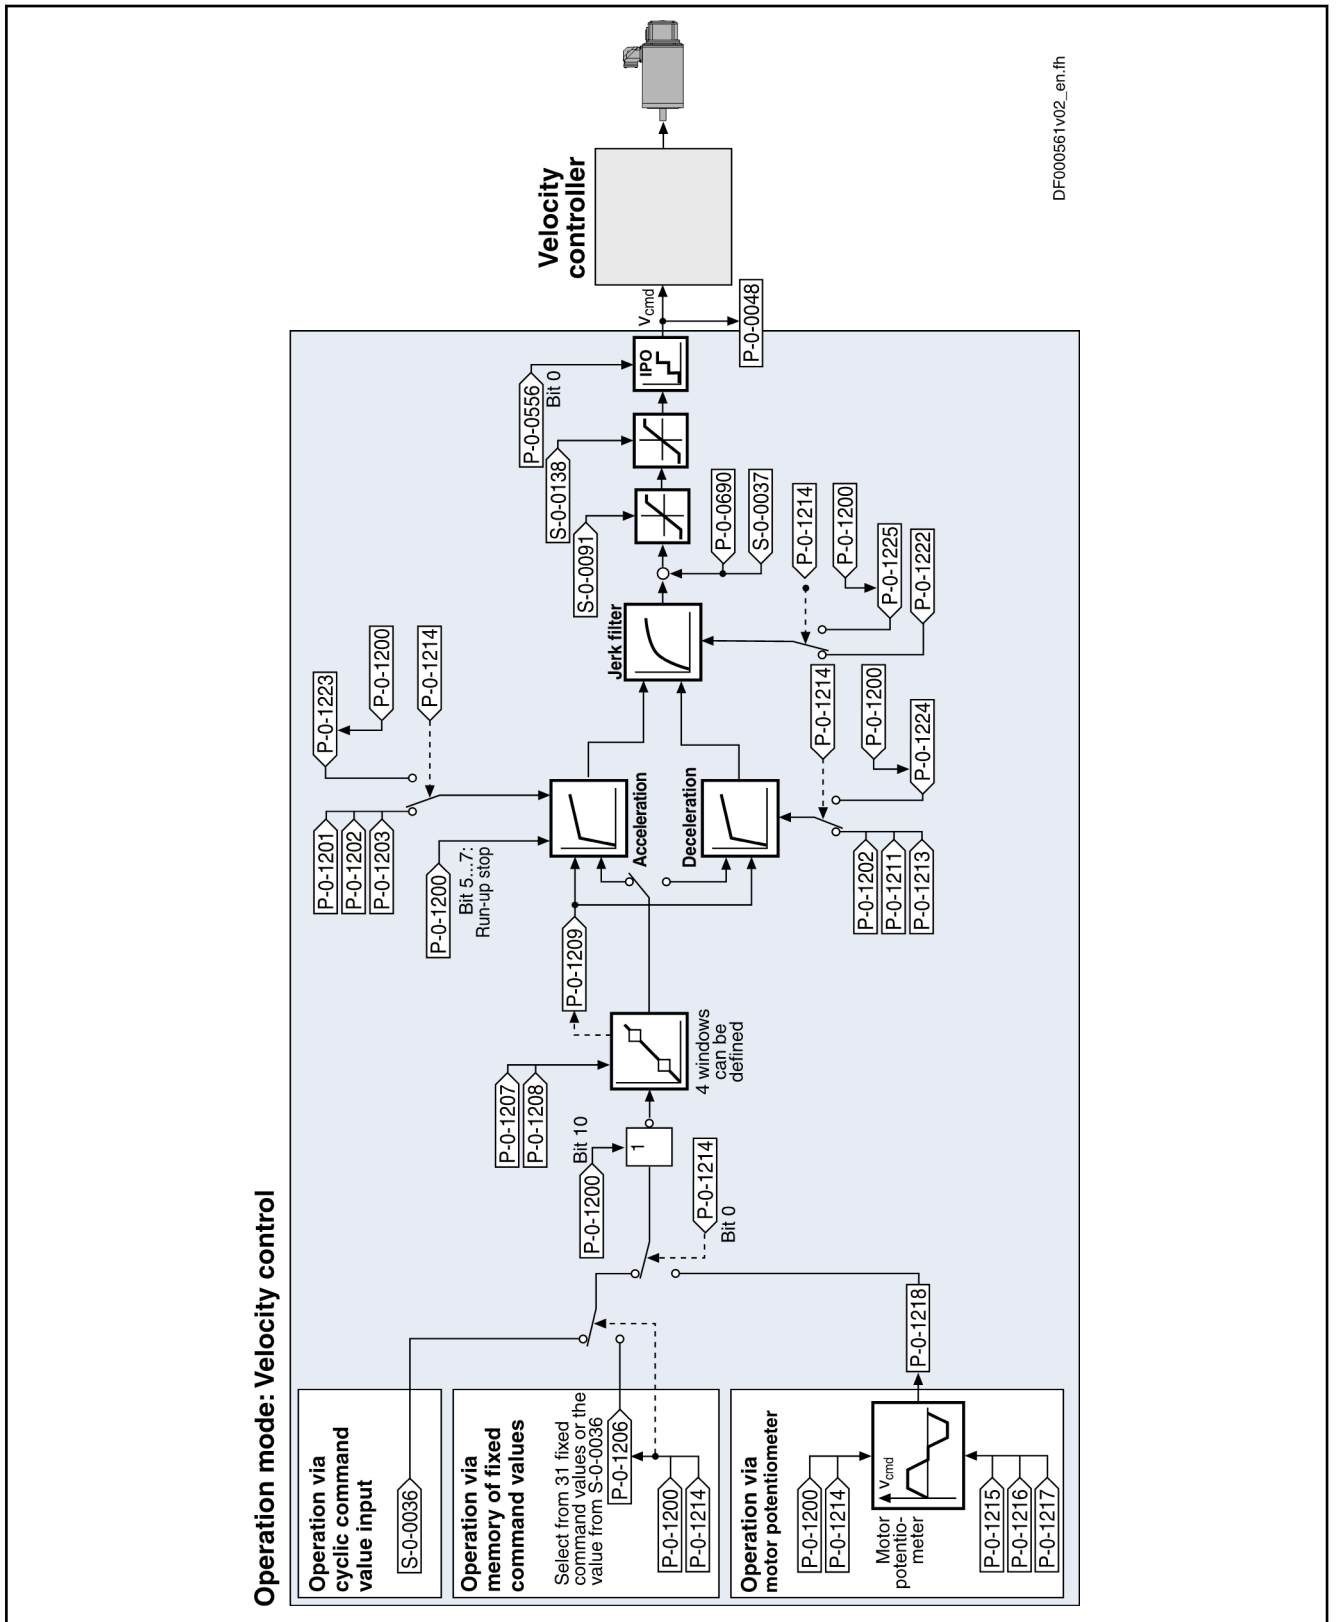 Operation mode: Velocity control
Operation via
cyclic command
value input
S-0-0036
Operation via
memory of fixed
command values
Select from 31 fixed
command values or the
value from S-0-0036
P-0-1206
P-0-1200
P-0-1214
Operation via
motor potentiometer
P-0-1200
P-0-1214
Motor
potentio-
meter
vcmd
P-0-1215
P-0-1216
P-0-1217
P-0-1218
P-0-1200
Bit 10
1
P-0-1214
Bit 0
P-0-1207
P-0-1208
4 windows
can be
defined
P-0-1209
P-0-1201
P-0-1202
P-0-1203
P-0-1200
Bit 5...7:
Run-up stop
P-0-1223
P-0-1200
P-0-1214
Acceleration
Deceleration
P-0-1202
P-0-1211
P-0-1213
P-0-1214
P-0-1200
P-0-1224
Jerk filter
P-0-1214
P-0-1200
P-0-1225
P-0-1222
P-0-0690
S-0-0037
S-0-0091
S-0-0138
P-0-0556
Bit 0
IPO
vcmd
P-0-0048
Velocity
controller
DF000561v02_en.fh